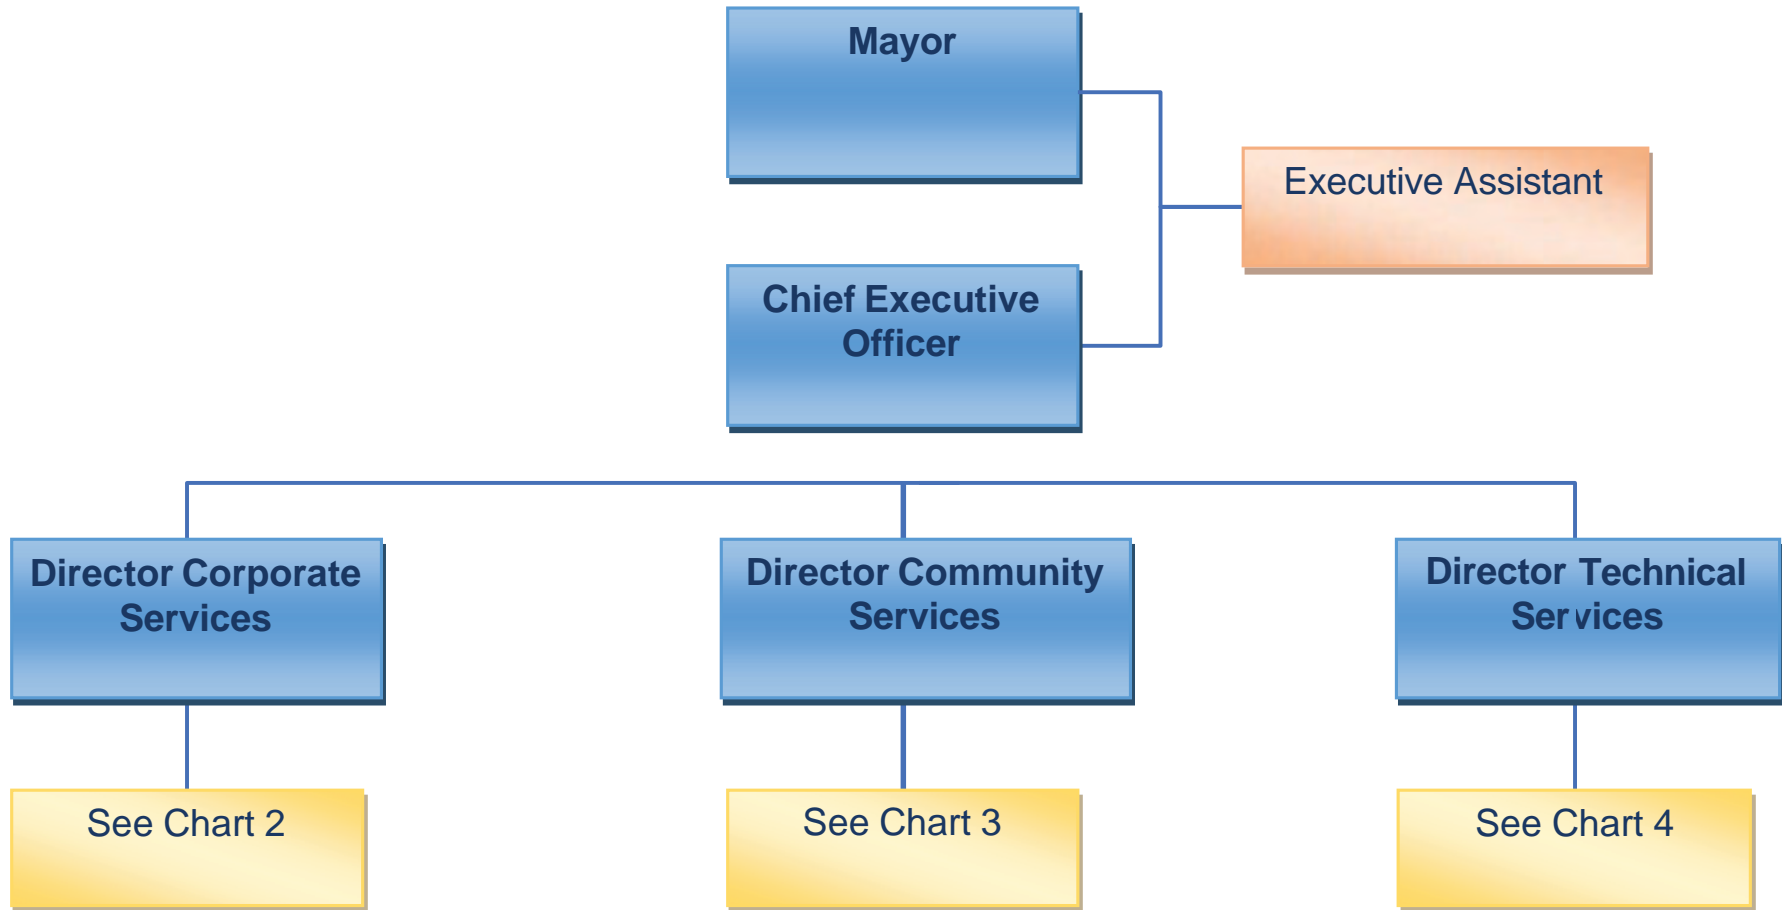 Mayor
Executive Assistant
Chief Executive
Officer
Director Corporate
Services
Director Community
Services
Director Technical
Services
See Chart 2
See Chart 3
See Chart 4